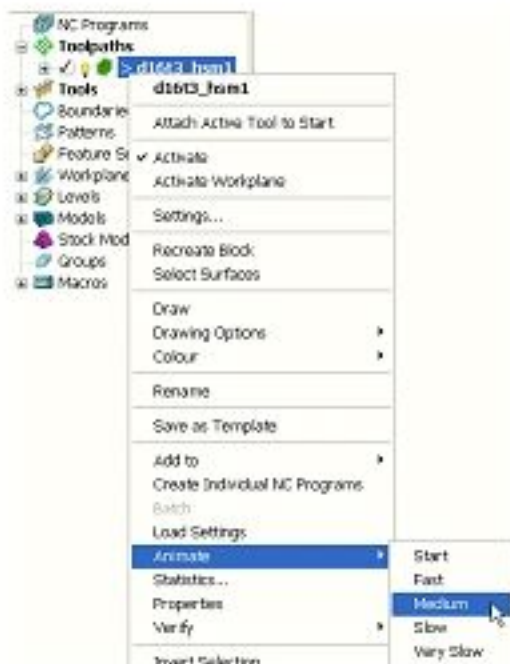 NC Programs
Toolpaths
> d16t3_hsm1
Tools
Boundarie
Patterns
Feature Se
Workplane
Levels
Models
Stock Mod
Groups
Macros
d16t3_hsm1
Attach Active Tool to Start
Activate
Activate Workplane
Settings...
Recreate Block
Select Surfaces
Draw
Drawing Options
Colour
Rename
Save as Template
Add to
Create Individual NC Programs
Batch
Load Settings
Animate
Statistics...
Properties
Verify
Invert Selection
Start
Fast
Medium
Slow
Very Slow